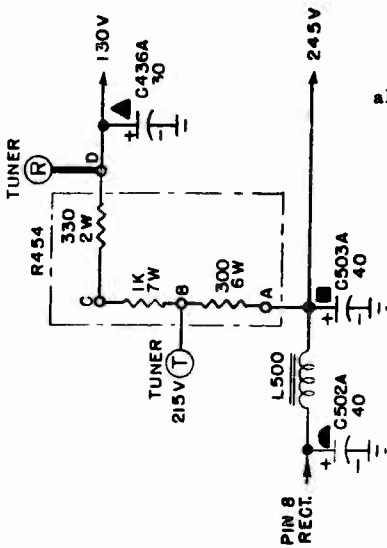 TUNER
R
130V
D
C436A
30
+
-
R454
330
2W
C
1K
7W
B
TUNER
T
215V
300
6W
A
245V
L500
C503A
40
+
-
C502A
40
+
-
PIN 8
RECT.
a